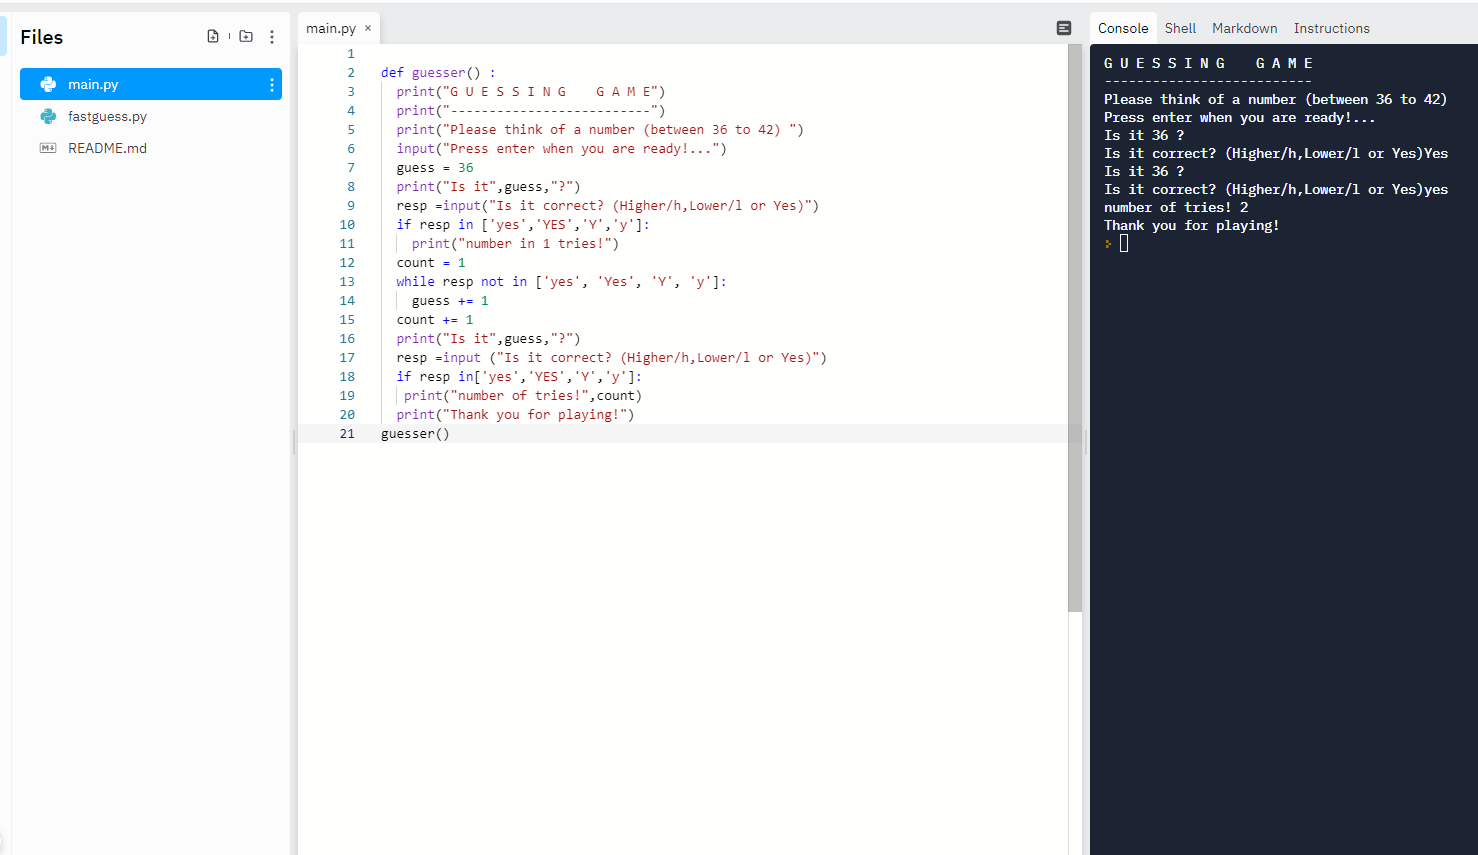 Files
main.py
fastguess.py
M↓ README.md
main.py ×
1
2 def guesser() :
3 print("G U E S S I N G    G A M E")
4 print("--------------------------")
5 print("Please think of a number (between 36 to 42) ")
6 input("Press enter when you are ready!...")
7 guess = 36
8 print("Is it",guess,"?")
9 resp =input("Is it correct? (Higher/h,Lower/l or Yes)")
10 if resp in ['yes','YES','Y','y']:
11 print("number in 1 tries!")
12 count = 1
13 while resp not in ['yes', 'Yes', 'Y', 'y']:
14 guess += 1
15 count += 1
16 print("Is it",guess,"?")
17 resp =input ("Is it correct? (Higher/h,Lower/l or Yes)")
18 if resp in['yes','YES','Y','y']:
19 print("number of tries!",count)
20 print("Thank you for playing!")
21 guesser()
Console Shell Markdown Instructions
G U E S S I N G    G A M E
--------------------------
Please think of a number (between 36 to 42)
Press enter when you are ready!...
Is it 36 ?
Is it correct? (Higher/h,Lower/l or Yes)Yes
Is it 36 ?
Is it correct? (Higher/h,Lower/l or Yes)yes
number of tries! 2
Thank you for playing!